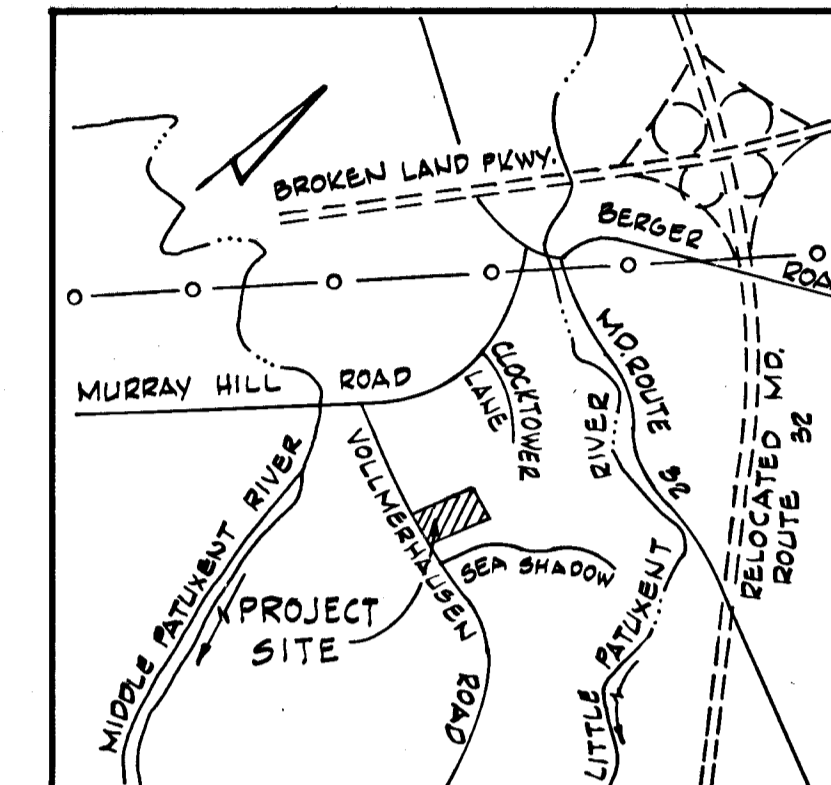 BROKEN LAND PKWY.
BERGER
ROA
MURRAY HILL ROAD
CLOCKTOWER
LANE
MD. ROUTE 32
RIVER
RELOCATED MD.
ROUTE 32
VOLLMERHAUSEN ROAD
MIDDLE PATUXENT RIVER
SEA SHADOW
PROJECT
SITE
LITTLE PATUXENT